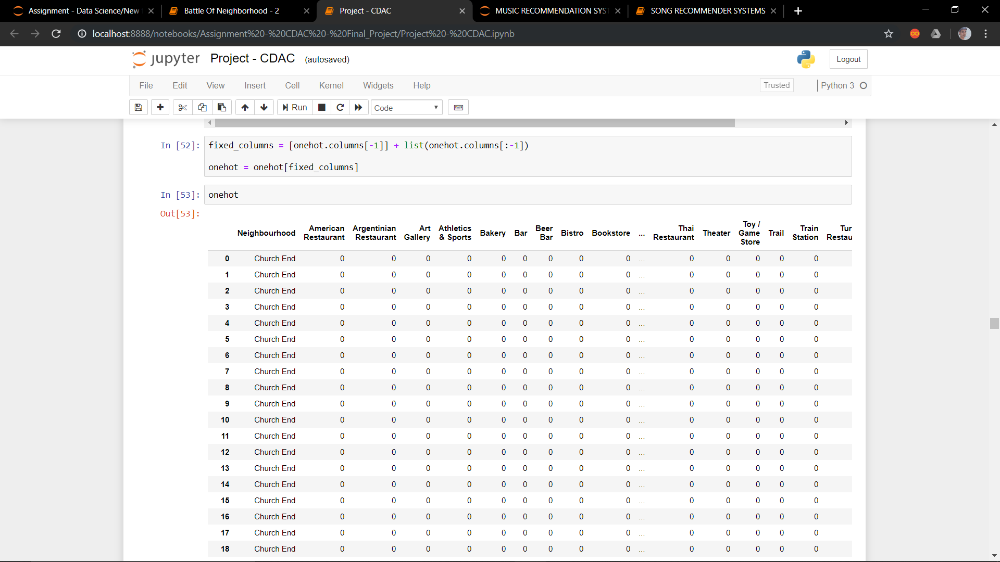 Assignment - Data Science/New
Battle Of Neighborhood - 2
Project - CDAC
MUSIC RECOMMENDATION SYST
SONG RECOMMENDER SYSTEMS
localhost:8888/notebooks/Assignment%20-%20CDAC%20-%20Final_Project/Project%20-%20CDAC.ipynb
jupyter Project - CDAC (autosaved)
Logout
File Edit View Insert Cell Kernel Widgets Help
Trusted
Python 3
Run
Code
In [52]: fixed_columns = [onehot.columns[-1]] + list(onehot.columns[:-1])
onehot = onehot[fixed_columns]
In [53]: onehot
Out[53]:
Neighbourhood American Restaurant Argentinian Restaurant Art Gallery Athletics & Sports Bakery Bar Beer Bar Bistro Bookstore ... Thai Restaurant Theater Toy / Game Store Trail Train Station Tur Restau
0 Church End 0 0 0 0 0 0 0 0 0 ... 0 0 0 0 0
1 Church End 0 0 0 0 0 0 0 0 0 ... 0 0 0 0 0
2 Church End 0 0 0 0 0 0 0 0 0 ... 0 0 0 0 0
3 Church End 0 0 0 0 0 0 0 0 0 ... 0 0 0 0 0
4 Church End 0 0 0 0 0 0 0 0 0 ... 0 0 0 0 0
5 Church End 0 0 0 0 0 0 0 0 0 ... 0 0 0 0 0
6 Church End 0 0 0 0 0 0 0 0 0 ... 0 0 0 0 0
7 Church End 0 0 0 0 0 0 0 0 0 ... 0 0 0 0 0
8 Church End 0 0 0 0 0 0 0 0 0 ... 0 0 0 0 0
9 Church End 0 0 0 0 0 0 0 0 0 ... 0 0 0 0 0
10 Church End 0 0 0 0 0 0 0 0 0 ... 0 0 0 0 0
11 Church End 0 0 0 0 0 0 0 0 0 ... 0 0 0 0 0
12 Church End 0 0 0 0 0 0 0 0 0 ... 0 0 0 0 0
13 Church End 0 0 0 0 0 0 0 0 0 ... 0 0 0 0 0
14 Church End 0 0 0 0 0 0 0 0 0 ... 0 0 0 0 0
15 Church End 0 0 0 0 0 0 0 0 0 ... 0 0 0 0 0
16 Church End 0 0 0 0 0 0 0 0 0 ... 0 0 0 0 0
17 Church End 0 0 0 0 0 0 0 0 0 ... 0 0 0 0 0
18 Church End 0 0 0 0 0 0 0 0 0 ... 0 0 0 0 0